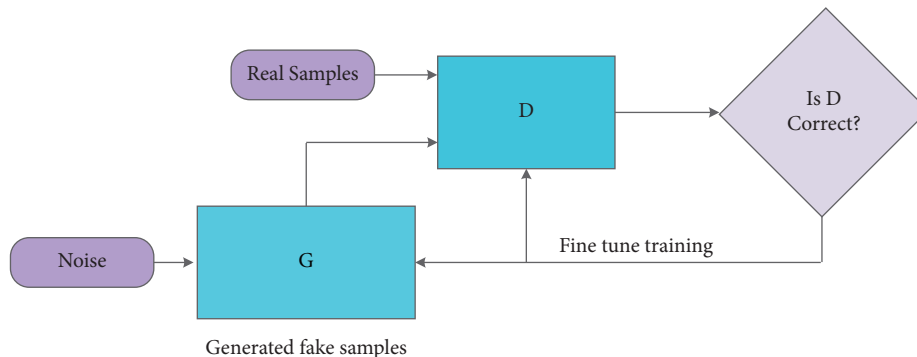 Real Samples
D
Is D
Correct?
Fine tune training
Noise
G
Generated fake samples